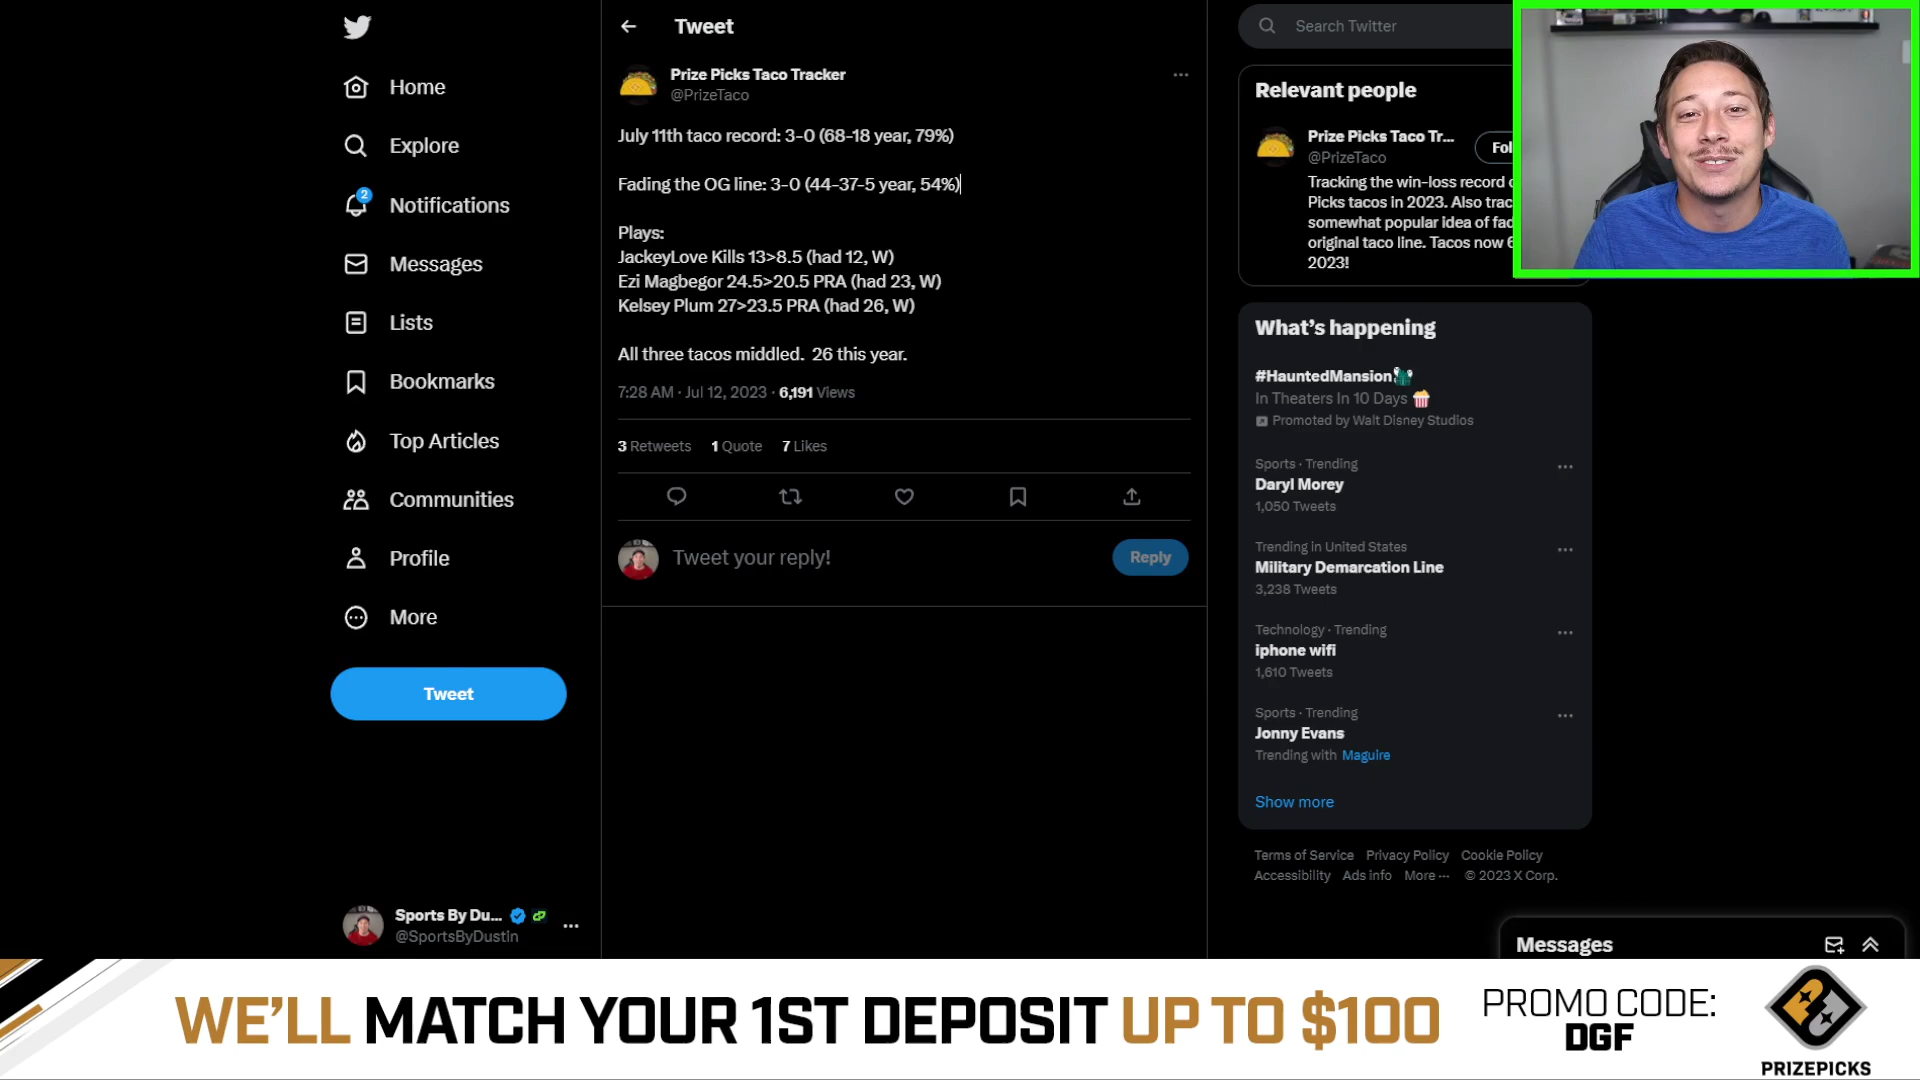 Home
Explore
2
Notifications
Messages
Lists
Bookmarks
Top Articles
Communities
Profile
More
Tweet
Sports By Du...
@SportsByDustin
Tweet
Prize Picks Taco Tracker
@PrizeTaco
July 11th taco record: 3-0 (68-18 year, 79%)
Fading the OG line: 3-0 (44-37-5 year, 54%)
Plays:
JackeyLove Kills 13>8.5 (had 12, W)
Ezi Magbegor 24.5>20.5 PRA (had 23, W)
Kelsey Plum 27>23.5 PRA (had 26, W)
All three tacos middled. 26 this year.
7:28 AM · Jul 12, 2023 · 6,191 Views
3 Retweets 1 Quote 7 Likes
Tweet your reply!
Reply
Search Twitter
Relevant people
Prize Picks Taco Tr...
@PrizeTaco
Fol
Tracking the win-loss record
Picks tacos in 2023. Also trac
somewhat popular idea of fad
original taco line. Tacos now
2023!
What's happening
#HauntedMansion
In Theaters In 10 Days
Promoted by Walt Disney Studios
Sports · Trending
Daryl Morey
1,050 Tweets
Trending in United States
Military Demarcation Line
3,238 Tweets
Technology · Trending
iphone wifi
1,610 Tweets
Sports · Trending
Jonny Evans
Trending with Maguire
Show more
Terms of Service Privacy Policy Cookie Policy
Accessibility Ads info More ··· © 2023 X Corp.
Messages
WE'LL MATCH YOUR 1ST DEPOSIT UP TO $100
PROMO CODE:
DGF
PRIZEPICKS